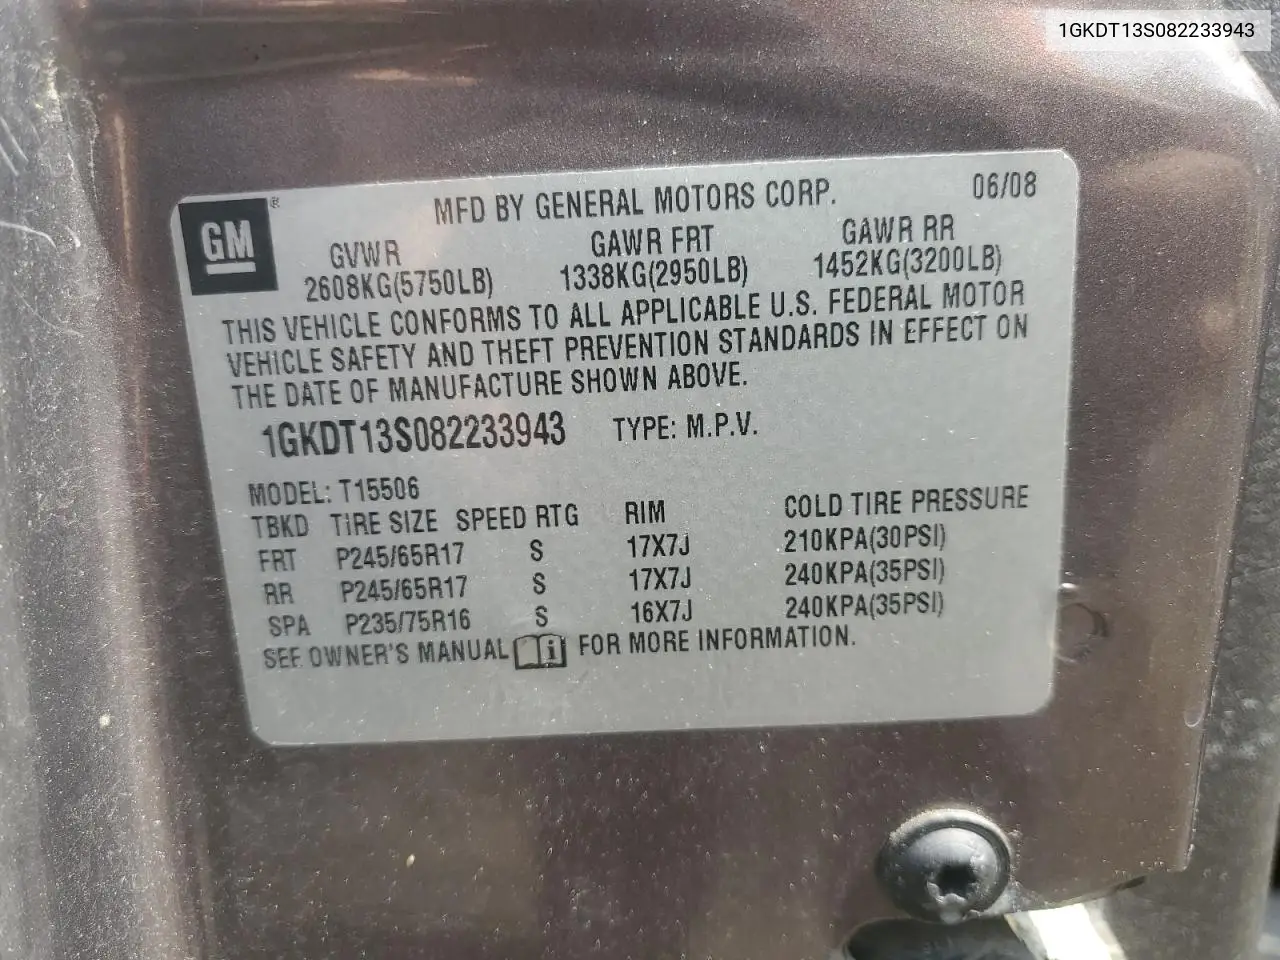 1GKDT13S082233943
GM®
MFD BY GENERAL MOTORS CORP. 06/08
GVWR GAWR FRT GAWR RR
2608KG(5750LB) 1338KG(2950LB) 1452KG(3200LB)
THIS VEHICLE CONFORMS TO ALL APPLICABLE U.S. FEDERAL MOTOR
VEHICLE SAFETY AND THEFT PREVENTION STANDARDS IN EFFECT ON
THE DATE OF MANUFACTURE SHOWN ABOVE.
1GKDT13S082233943 TYPE: M.P.V.
MODEL: T15506
TBKD TIRE SIZE SPEED RTG RIM COLD TIRE PRESSURE
FRT P245/65R17 S 17X7J 210KPA(30PSI)
RR P245/65R17 S 17X7J 240KPA(35PSI)
SPA P235/75R16 S 16X7J 240KPA(35PSI)
SEE OWNER'S MANUAL i FOR MORE INFORMATION.